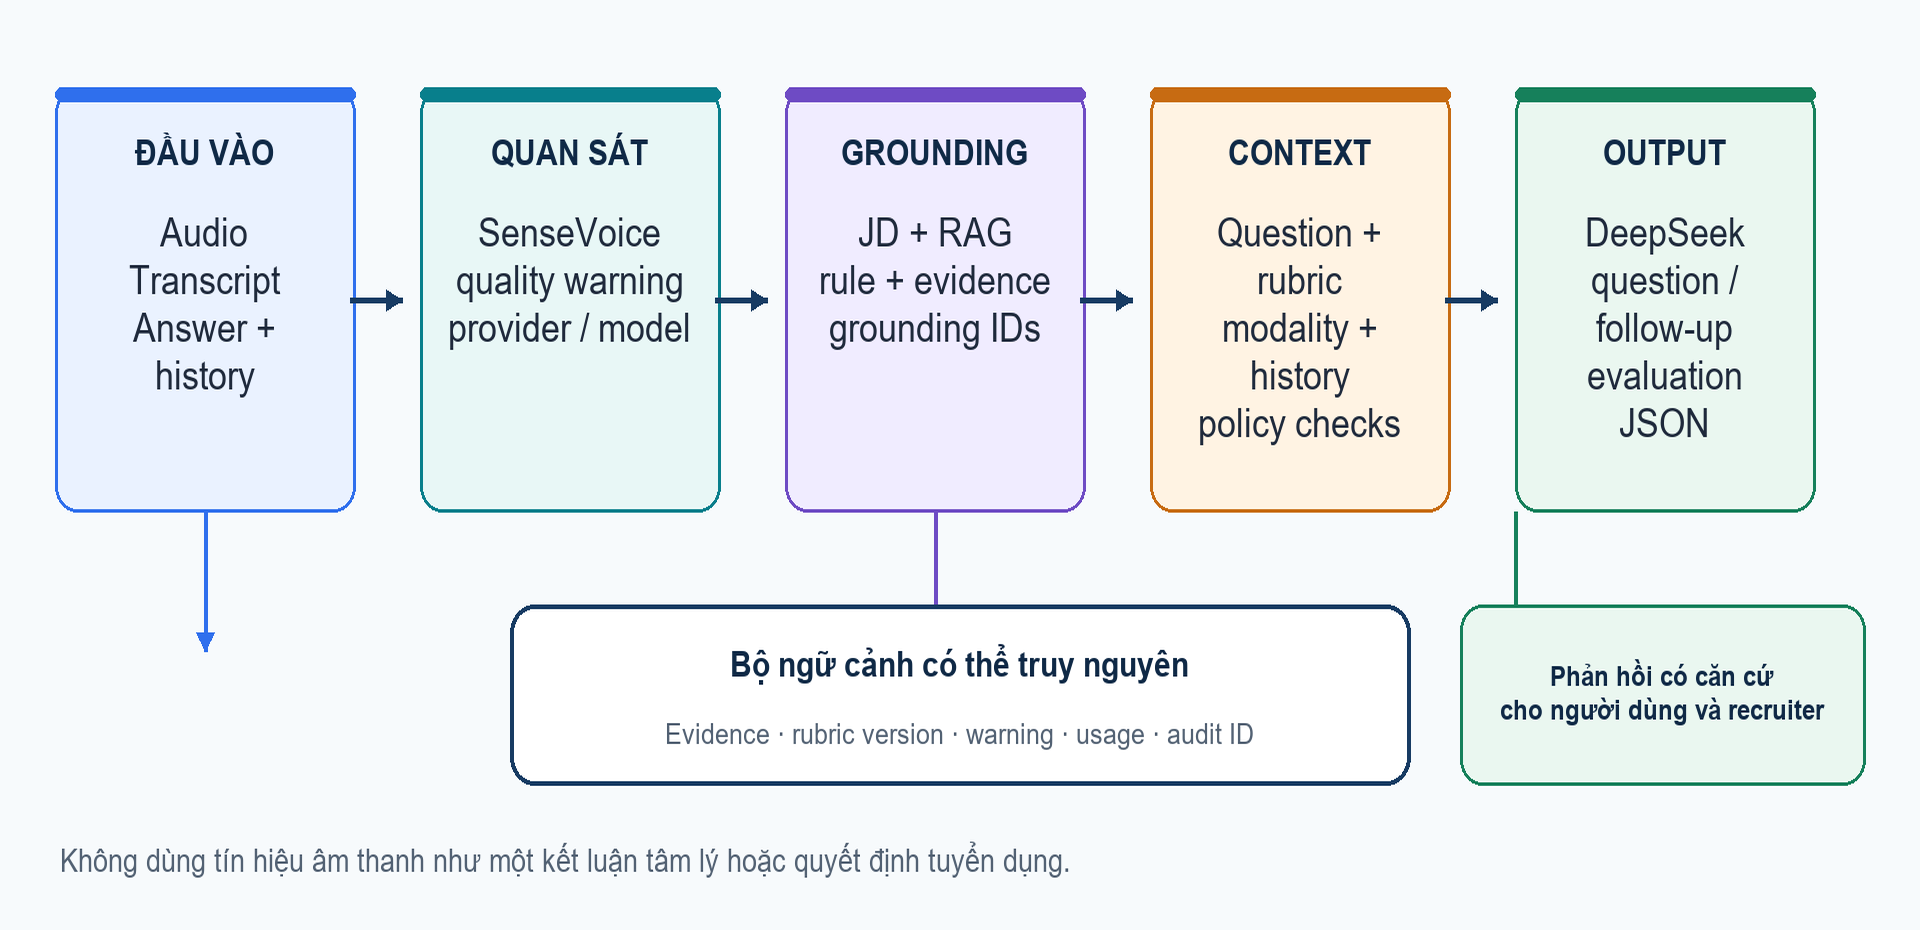 ĐẦU VÀO
Audio
Transcript
Answer +
history
QUAN SÁT
SenseVoice
quality warning
provider / model
GROUNDING
JD + RAG
rule + evidence
grounding IDs
CONTEXT
Question +
rubric
modality +
history
policy checks
OUTPUT
DeepSeek
question /
follow-up
evaluation
JSON
Bộ ngữ cảnh có thể truy nguyên
Evidence · rubric version · warning · usage · audit ID
Phản hồi có căn cứ
cho người dùng và recruiter
Không dùng tín hiệu âm thanh như một kết luận tâm lý hoặc quyết định tuyển dụng.